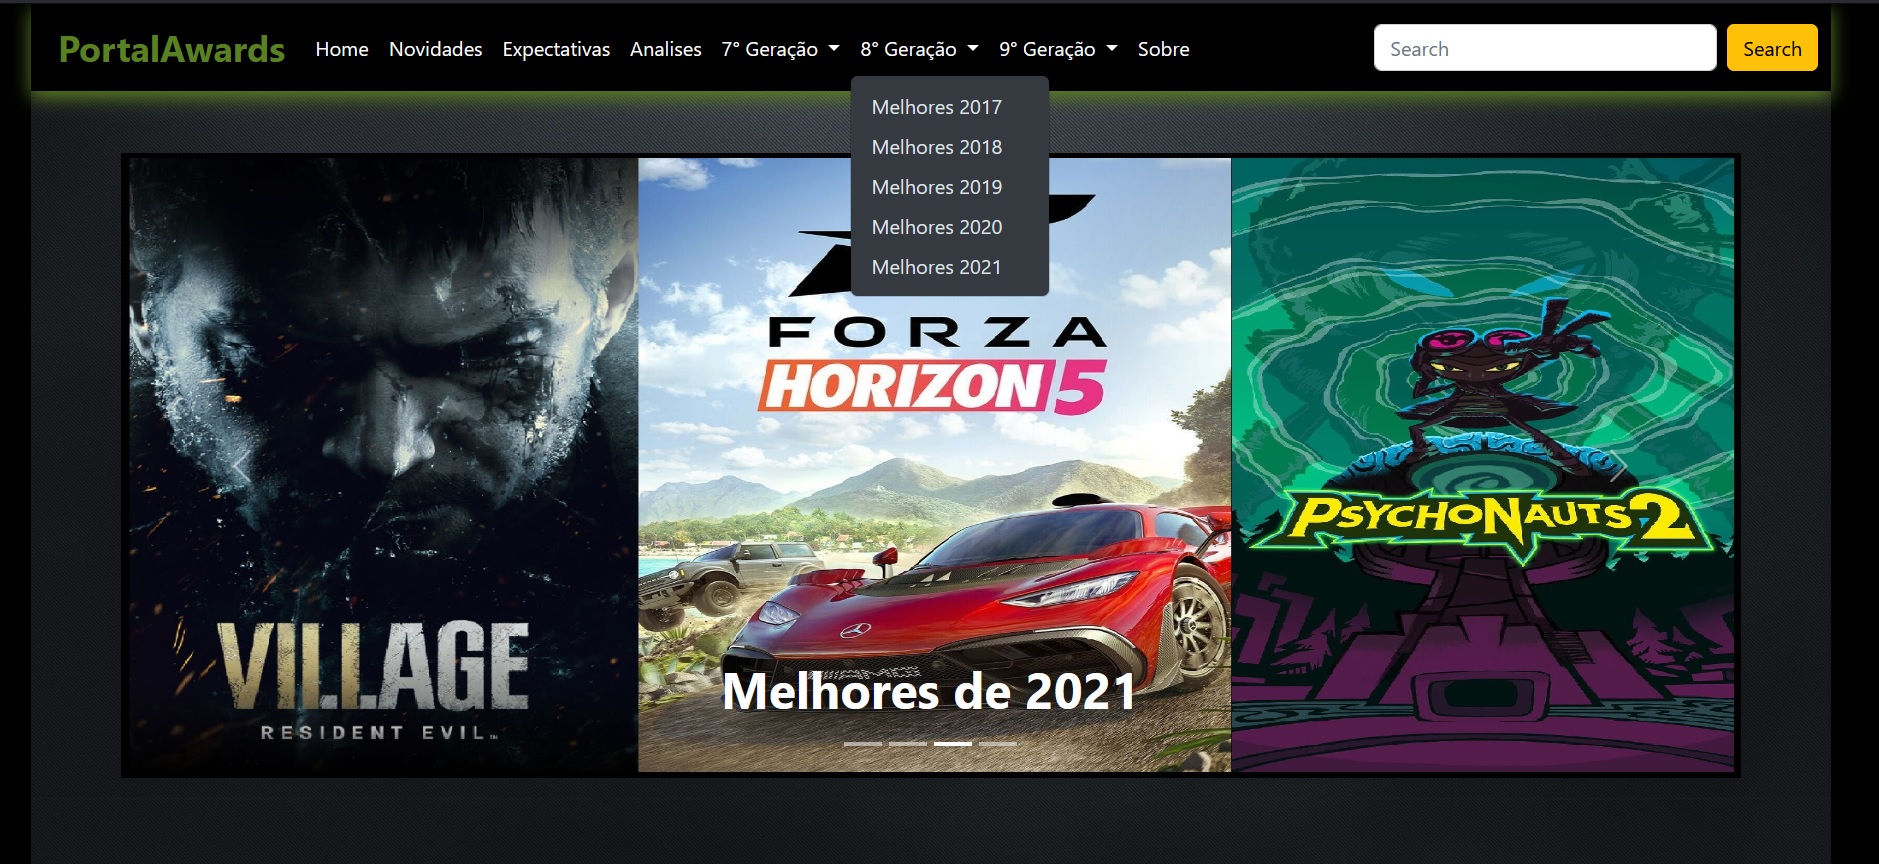 PortalAwards Home Novidades Expectativas Analises 7° Geração 8° Geração 9° Geração Sobre Search Search
Melhores 2017
Melhores 2018
Melhores 2019
Melhores 2020
Melhores 2021
FORZA
HORIZON 5
PSYCHONAUTS 2
VILLAGE
RESIDENT EVIL™
Melhores de 2021